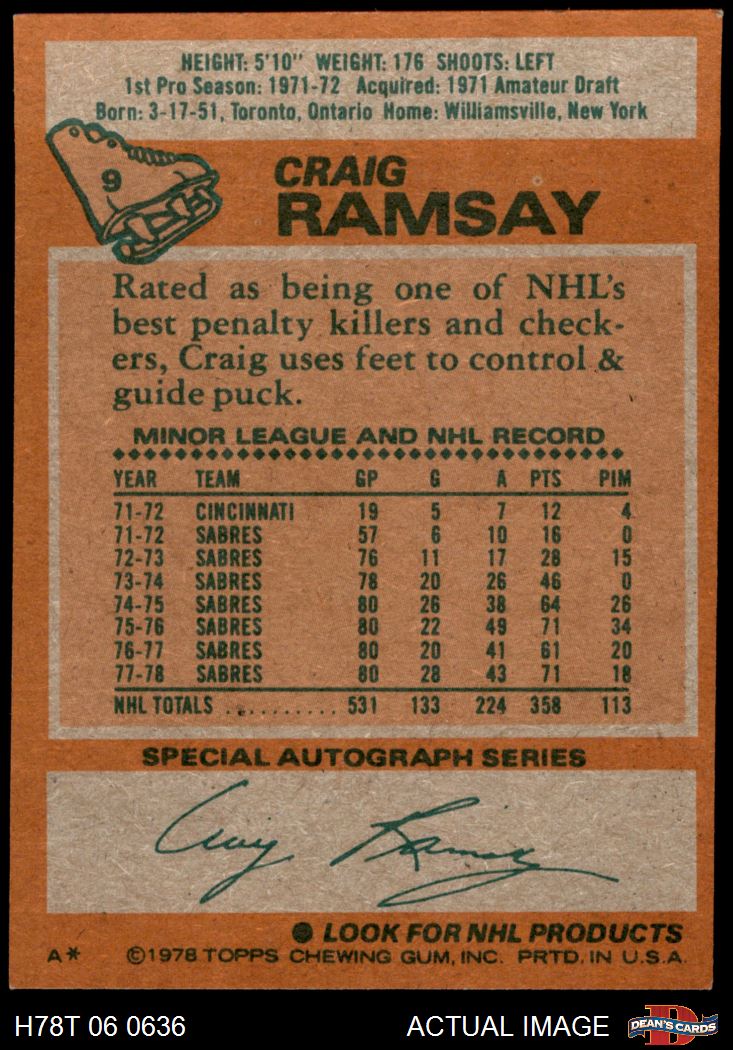 HEIGHT: 5'10" WEIGHT: 176 SHOOTS: LEFT
1st Pro Season: 1971-72 Acquired: 1971 Amateur Draft
Born: 3-17-51, Toronto, Ontario Home: Williamsville, New York
9
CRAIG
RAMSAY
Rated as being one of NHL's
best penalty killers and check-
ers, Craig uses feet to control &
guide puck.
MINOR LEAGUE AND NHL RECORD
YEAR TEAM GP G A PTS PIM
71-72 CINCINNATI 19 5 7 12 4
71-72 SABRES 57 6 10 16 0
72-73 SABRES 76 11 17 28 15
73-74 SABRES 78 20 26 46 0
74-75 SABRES 80 26 38 64 26
75-76 SABRES 80 22 49 71 34
76-77 SABRES 80 20 41 61 20
77-78 SABRES 80 28 43 71 18
NHL TOTALS .......... 531 133 224 358 113
SPECIAL AUTOGRAPH SERIES
Craig Ramsay
● LOOK FOR NHL PRODUCTS
A* ©1978 TOPPS CHEWING GUM, INC. PRTD. IN U.S.A.
H78T 06 0636 ACTUAL IMAGE DEAN'S CARDS